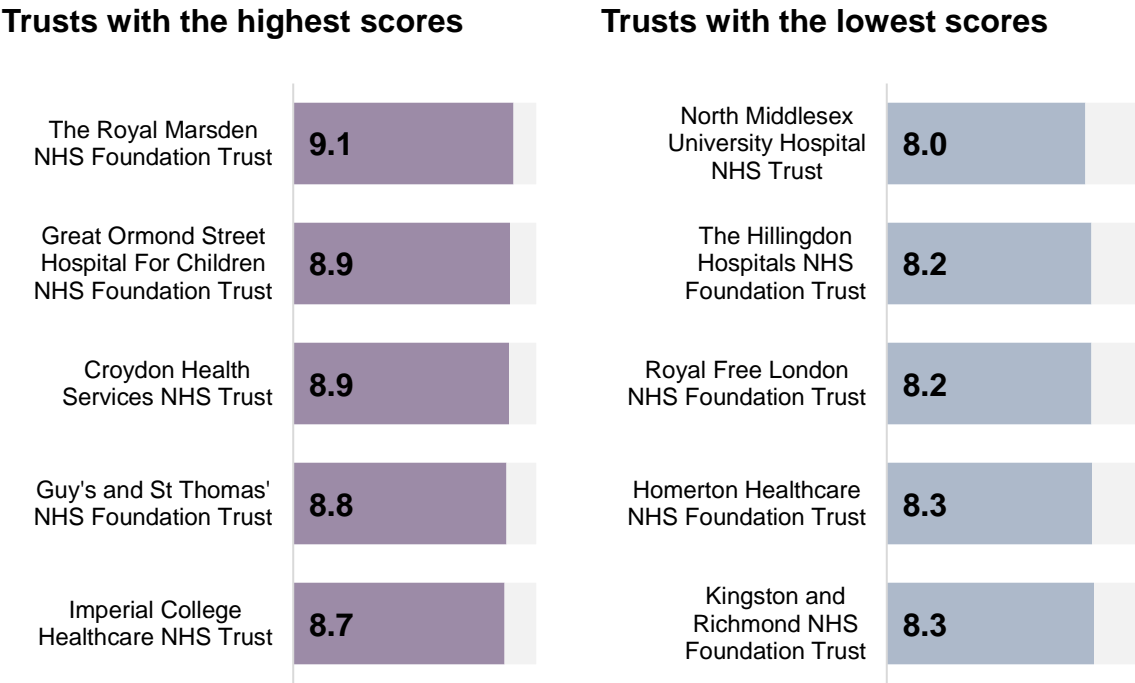 Trusts with the highest scores
The Royal Marsden
NHS Foundation Trust
9.1
Great Ormond Street
Hospital For Children
NHS Foundation Trust
8.9
Croydon Health
Services NHS Trust
8.9
Guy's and St Thomas'
NHS Foundation Trust
8.8
Imperial College
Healthcare NHS Trust
8.7
Trusts with the lowest scores
North Middlesex
University Hospital
NHS Trust
8.0
The Hillingdon
Hospitals NHS
Foundation Trust
8.2
Royal Free London
NHS Foundation Trust
8.2
Homerton Healthcare
NHS Foundation Trust
8.3
Kingston and
Richmond NHS
Foundation Trust
8.3